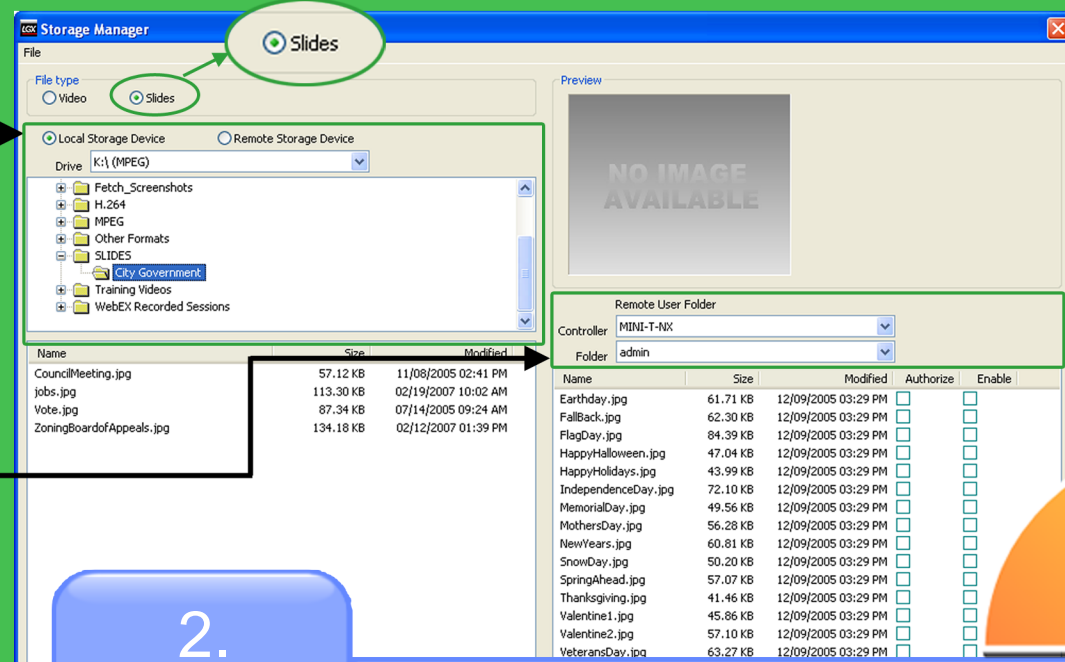 LGX Storage Manager
Slides
File
File type
Video Slides
Local Storage Device Remote Storage Device
Drive K:\ (MPEG)
Fetch_Screenshots
H.264
MPEG
Other Formats
SLIDES
City Government
Training Videos
WebEX Recorded Sessions
Name Size Modified
CouncilMeeting.jpg 57.12 KB 11/08/2005 02:41 PM
jobs.jpg 113.30 KB 02/19/2007 10:02 AM
Vote.jpg 87.34 KB 07/14/2005 09:24 AM
ZoningBoardofAppeals.jpg 134.18 KB 02/12/2007 01:39 PM
2.
Preview
NO IMAGE
AVAILABLE
Remote User Folder
Controller MINI-T-NX
Folder admin
Name Size Modified Authorize Enable
Earthday.jpg 61.71 KB 12/09/2005 03:29 PM
FallBack.jpg 62.30 KB 12/09/2005 03:29 PM
FlagDay.jpg 84.39 KB 12/09/2005 03:29 PM
HappyHalloween.jpg 47.04 KB 12/09/2005 03:29 PM
HappyHolidays.jpg 43.99 KB 12/09/2005 03:29 PM
IndependenceDay.jpg 72.10 KB 12/09/2005 03:29 PM
MemorialDay.jpg 49.56 KB 12/09/2005 03:29 PM
MothersDay.jpg 56.28 KB 12/09/2005 03:29 PM
NewYears.jpg 60.81 KB 12/09/2005 03:29 PM
SnowDay.jpg 50.20 KB 12/09/2005 03:29 PM
SpringAhead.jpg 57.07 KB 12/09/2005 03:29 PM
Thanksgiving.jpg 41.46 KB 12/09/2005 03:29 PM
Valentine1.jpg 45.86 KB 12/09/2005 03:29 PM
Valentine2.jpg 57.10 KB 12/09/2005 03:29 PM
VeteransDay.jpg 63.27 KB 12/09/2005 03:29 PM